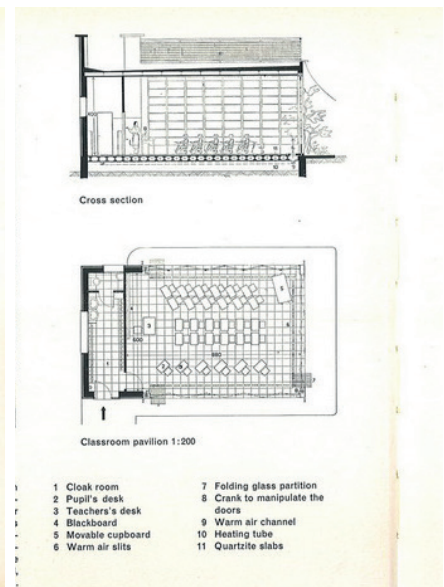 Cross section
600
880
Classroom pavilion 1:200
1 Cloak room
2 Pupil's desk
3 Teachers's desk
4 Blackboard
5 Movable cupboard
6 Warm air slits
7 Folding glass partition
8 Crank to manipulate the
doors
9 Warm air channel
10 Heating tube
11 Quartzite slabs